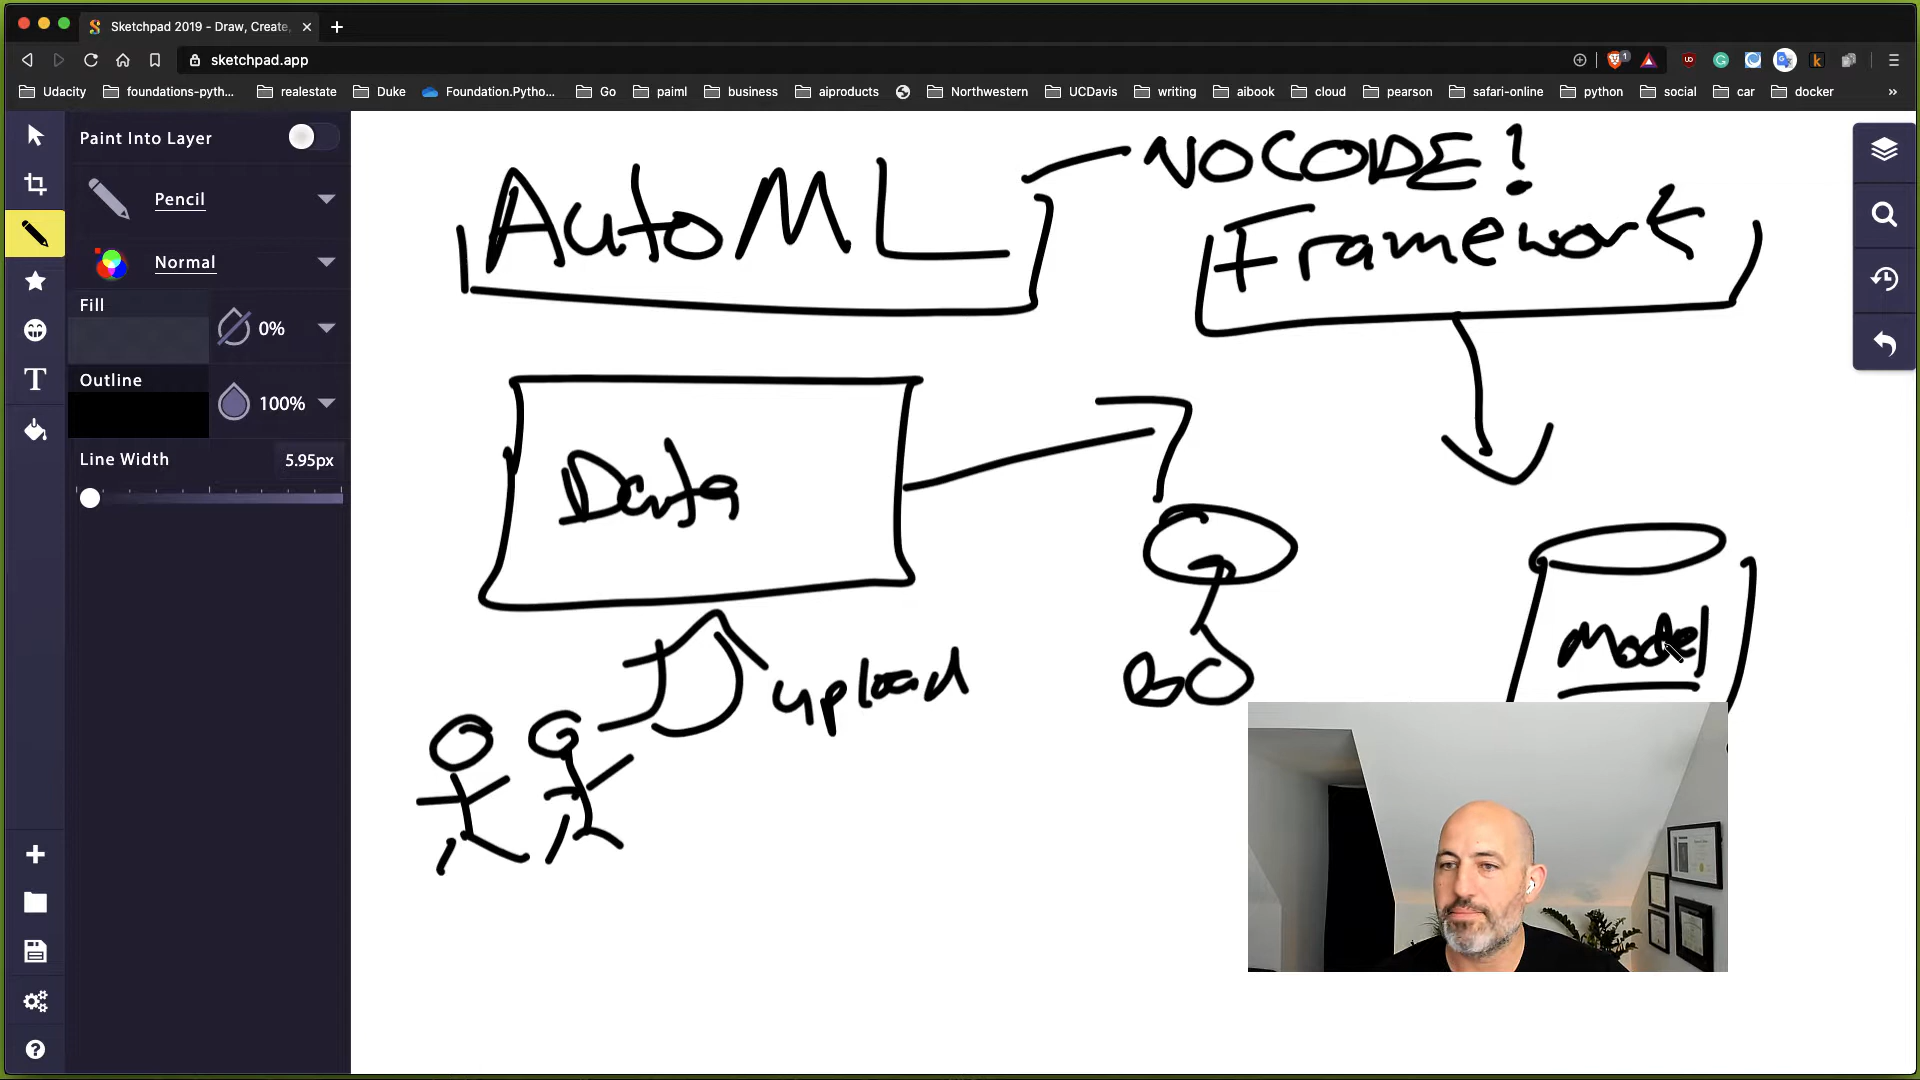 Sketchpad 2019 - Draw, Create,
sketchpad.app
1
Udacity
foundations-pyth...
realestate
Duke
Foundation.Pytho...
Go
paiml
business
aiproducts
Northwestern
UCDavis
writing
aibook
cloud
pearson
safari-online
python
social
car
docker
»
Paint Into Layer
Pencil
Normal
Fill
0%
Outline
100%
Line Width
5.95px
AutoML
NOCODE!
Framework
Data
upload
Model